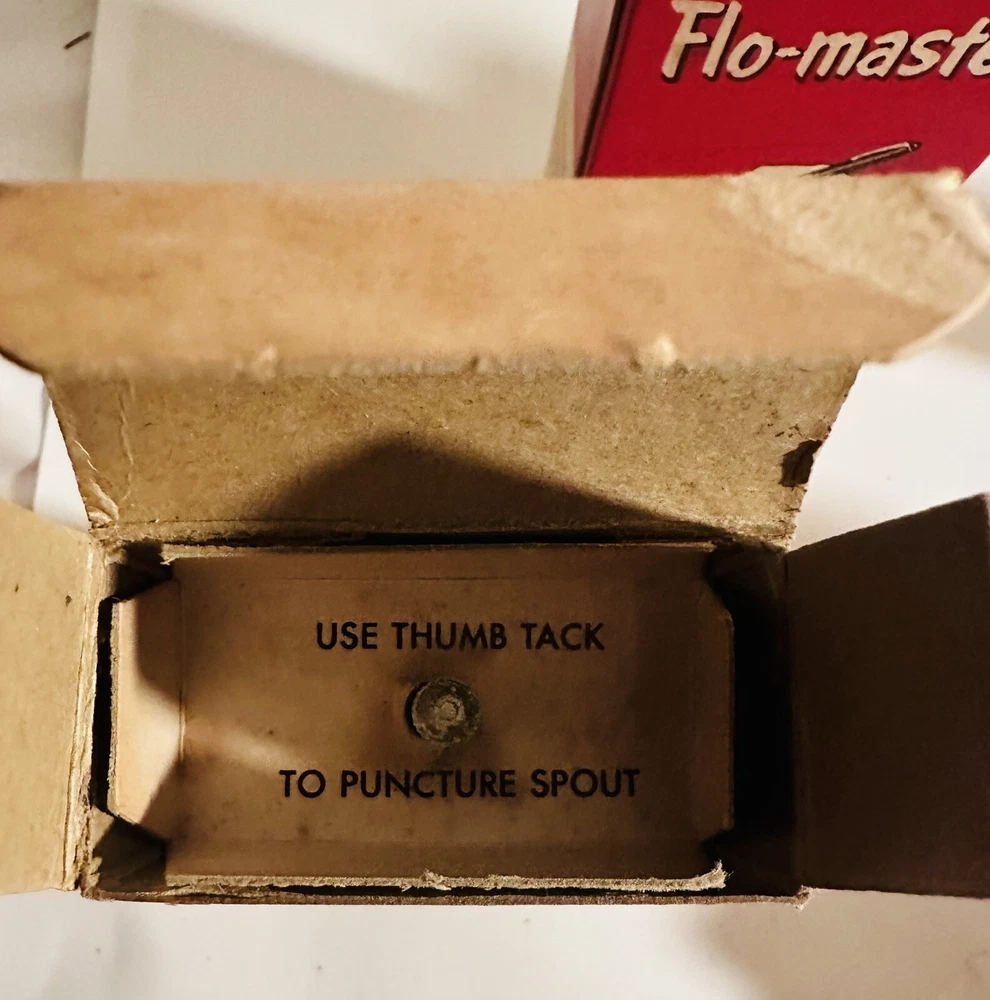 Flo-maste
USE THUMB TACK
TO PUNCTURE SPOUT